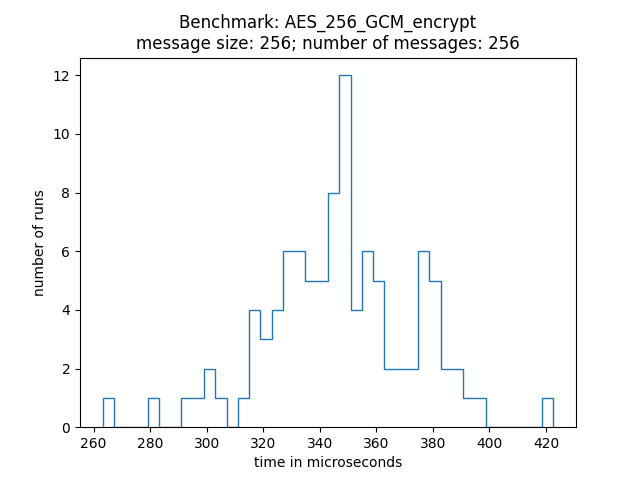 Benchmark: AES_256_GCM_encrypt
message size: 256; number of messages: 256
12
10
8
6
4
2
0
number of runs
260 280 300 320 340 360 380 400 420
time in microseconds